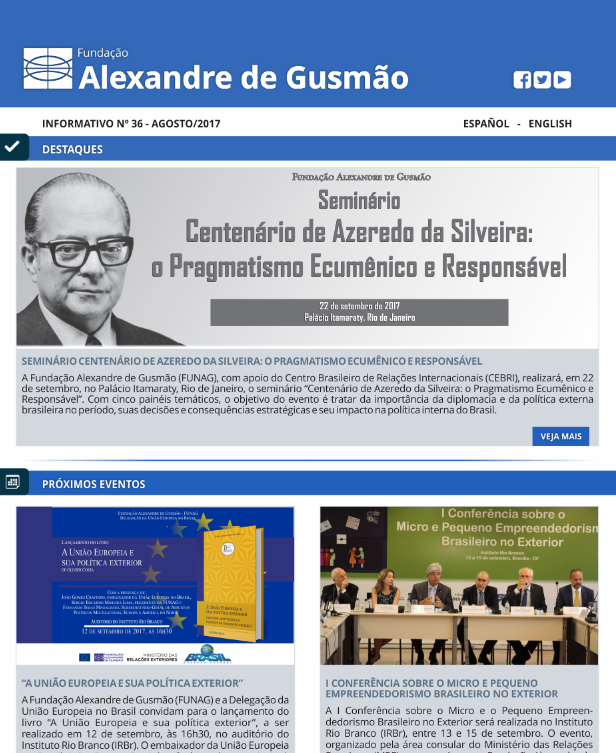 Fundação
Alexandre de Gusmão
INFORMATIVO Nº 36 - AGOSTO/2017
ESPAÑOL - ENGLISH
DESTAQUES
Fundação Alexandre de Gusmão
Seminário
Centenário de Azeredo da Silveira:
o Pragmatismo Ecumênico e Responsável
22 de setembro de 2017
Palácio Itamaraty, Rio de Janeiro
SEMINÁRIO CENTENÁRIO DE AZEREDO DA SILVEIRA: O PRAGMATISMO ECUMÊNICO E RESPONSÁVEL
A Fundação Alexandre de Gusmão (FUNAG), com apoio do Centro Brasileiro de Relações Internacionais (CEBRI), realizará, em 22
de setembro, no Palácio Itamaraty, Rio de Janeiro, o seminário “Centenário de Azeredo da Silveira: o Pragmatismo Ecumênico e
Responsável”. Com cinco painéis temáticos, o objetivo do evento é tratar da importância da diplomacia e da política externa
brasileira no período, suas decisões e consequências estratégicas e seu impacto na política interna do Brasil.
VEJA MAIS
PRÓXIMOS EVENTOS
Fundação Alexandre de Gusmão - FUNAG
Delegação da União Europeia no Brasil
Lançamento do livro
A União Europeia e
sua política exterior
Com a presença de:
Auditório do Instituto Rio Branco
12 de setembro de 2017, às 16h30
MINISTÉRIO DAS
RELAÇÕES EXTERIORES
BRASIL
“A UNIÃO EUROPEIA E SUA POLÍTICA EXTERIOR”
A Fundação Alexandre de Gusmão (FUNAG) e a Delegação da
União Europeia no Brasil convidam para o lançamento do
livro “A União Europeia e sua política exterior”, a ser
realizado em 12 de setembro, às 16h30, no auditório do
Instituto Rio Branco (IRBr). O embaixador da União Europeia
I Conferência sobre o
Micro e Pequeno Empreendedorism
Brasileiro no Exterior
Instituto Rio Branco
13 a 15 de setembro, Brasília - DF
I CONFERÊNCIA SOBRE O MICRO E PEQUENO
EMPREENDEDORISMO BRASILEIRO NO EXTERIOR
A I Conferência sobre o Micro e o Pequeno Empreen-
dedorismo Brasileiro no Exterior será realizada no Instituto
Rio Branco (IRBr), entre 13 e 15 de setembro. O evento,
organizado pela área consular do Ministério das Relações